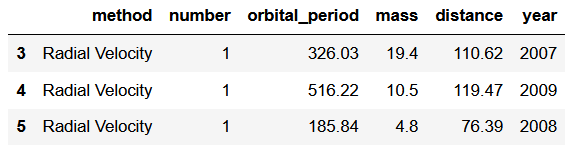 method number orbital_period mass distance year
3 Radial Velocity 1 326.03 19.4 110.62 2007
4 Radial Velocity 1 516.22 10.5 119.47 2009
5 Radial Velocity 1 185.84 4.8 76.39 2008